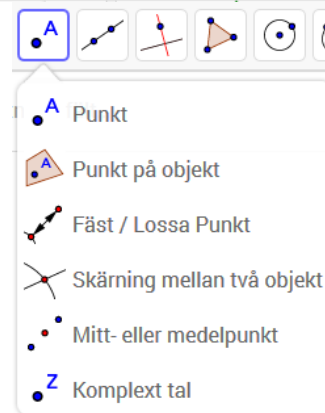 A
A Punkt
A Punkt på objekt
Fäst / Lossa Punkt
Skärning mellan två objekt
Mitt- eller medelpunkt
Z Komplext tal